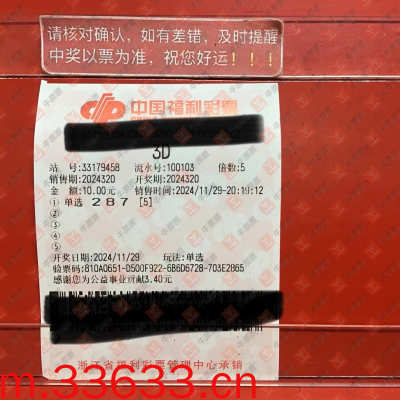 请核对确认,如有差错,及时提醒
中奖以票为准,祝您好运!!!
中国福利彩票
3D
站 号:33179458 流水号:100103 倍数:5
销售期:2024320 开奖期:2024320
金 额:10.00元 销售时间:2024/11/29-20:19:12
① 单选 2 8 7 [5]
②
③
④
⑤
开奖日期:2024/11/29 玩法:单选
验票码:810A0651-D500F922-6B6D6728-703E2865
感谢您为公益事业贡献3.40元
浙江省福利彩票管理中心承销
m.33633.cn